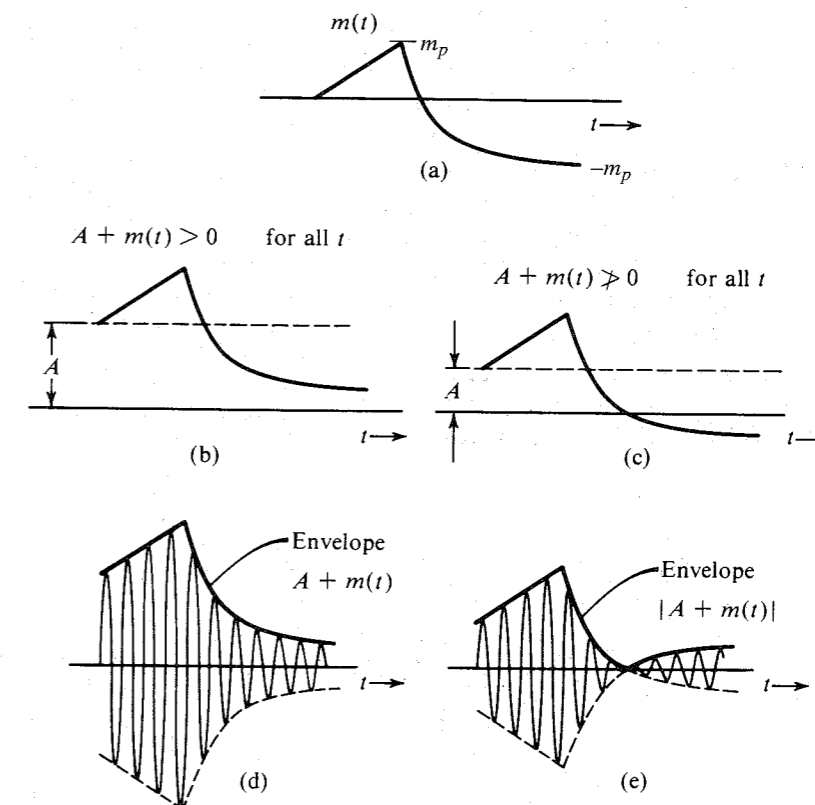 m(t)
m_p
t→
−m_p
(a)
A + m(t) > 0 for all t
A + m(t) ≯ 0 for all t
A
A
t→
t—
(b)
(c)
Envelope
A + m(t)
Envelope
|A + m(t)|
t→
t→
(d)
(e)